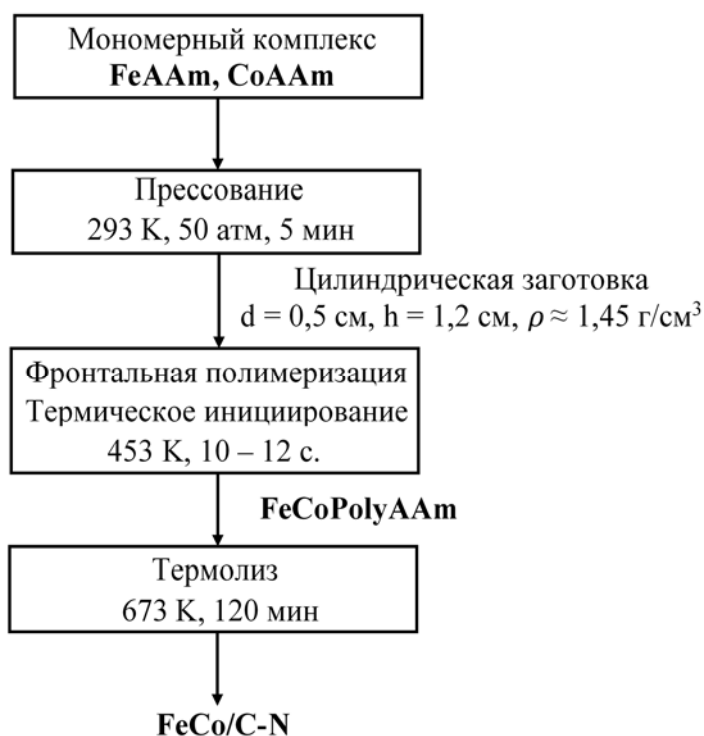 Мономерный комплекс
FeAAm, CoAAm
Прессование
293 K, 50 атм, 5 мин
Цилиндрическая заготовка
d = 0,5 см, h = 1,2 см, ρ ≈ 1,45 г/см³
Фронтальная полимеризация
Термическое инициирование
453 K, 10 – 12 с.
FeCoPolyAAm
Термолиз
673 K, 120 мин
FeCo/C-N